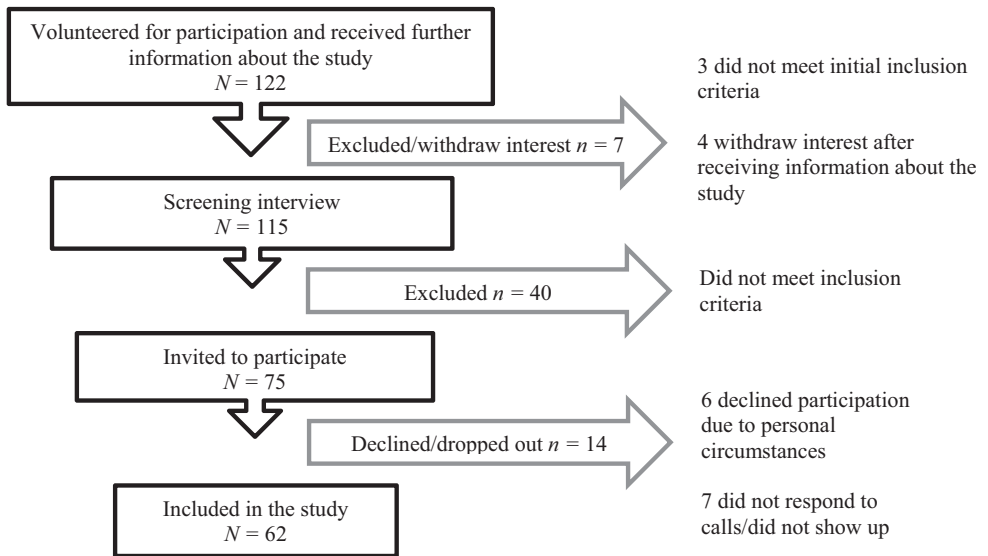 Volunteered for participation and received further
information about the study
N = 122
3 did not meet initial inclusion
criteria
Excluded/withdraw interest n = 7
4 withdraw interest after
receiving information about the
study
Screening interview
N = 115
Excluded n = 40
Did not meet inclusion
criteria
Invited to participate
N = 75
Declined/dropped out n = 14
6 declined participation
due to personal
circumstances
Included in the study
N = 62
7 did not respond to
calls/did not show up